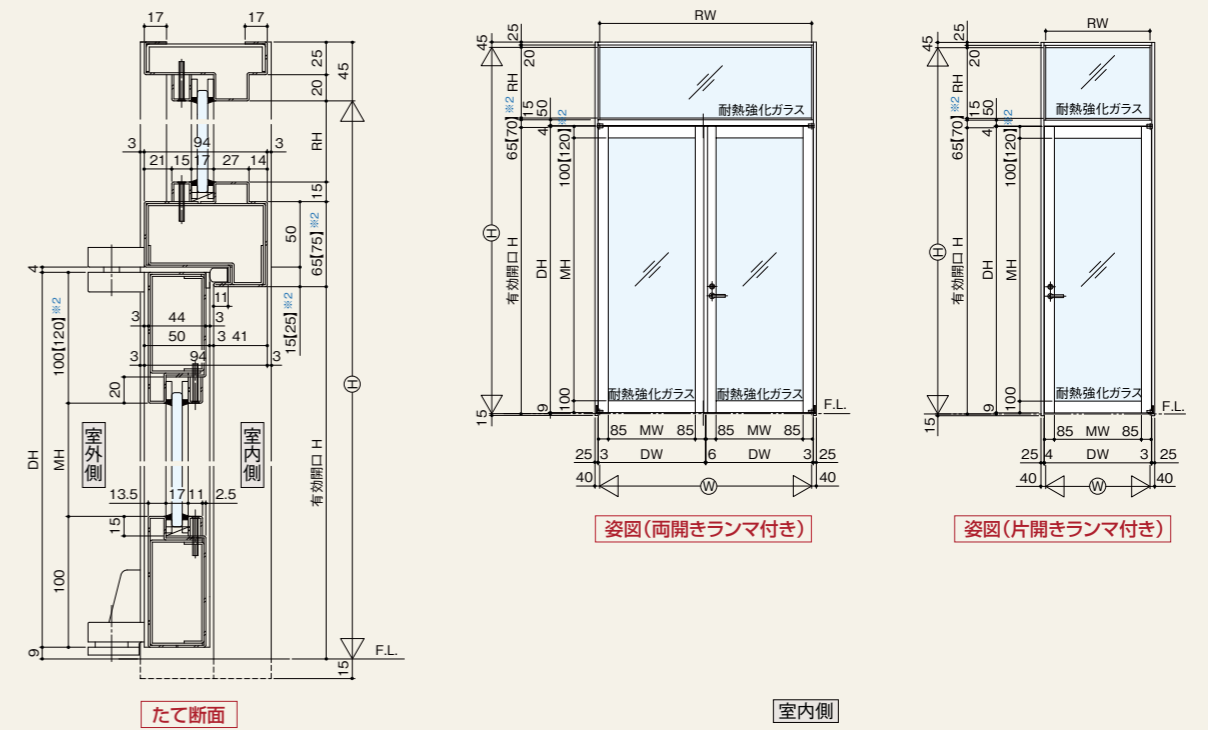 17
17
25
45
20
3
94
3
RH
21
15
17
27
14
15
50
65【75】※2
4
11
15【25】※2
100【120】※2
3
44
3
50
3
41
3
94
3
20
H
DH
MH
室外側
室内側
有効開口 H
13.5
17
11
2.5
15
100
9
F.L.
15
たて断面
RW
45
25
20
RH
15
50
65【70】※2
4
100【120】※2
耐熱強化ガラス
H
有効開口 H
DH
MH
耐熱強化ガラス
耐熱強化ガラス
100
9
15
F.L.
85
MW
85
85
MW
85
25
3
DW
6
DW
3
25
40
W
40
姿図(両開きランマ付き)
RW
45
25
20
RH
15
50
65【70】※2
4
100【120】※2
耐熱強化ガラス
H
有効開口 H
DH
MH
耐熱強化ガラス
100
9
15
F.L.
85
MW
85
25
4
DW
3
25
40
W
40
姿図(片開きランマ付き)
室内側